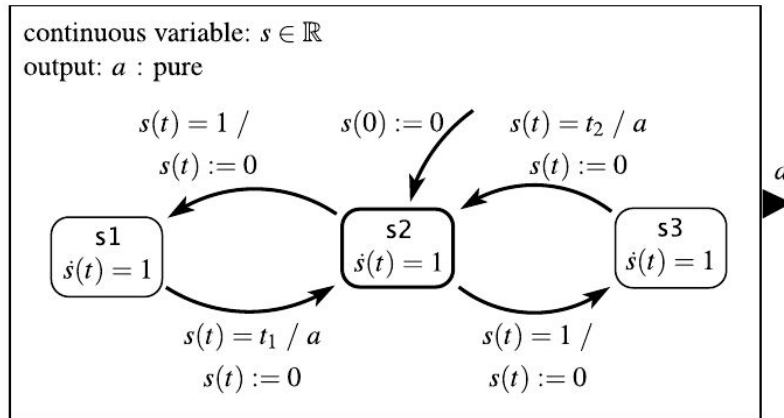 continuous variable: s ∈ ℝ
output: a : pure
s(t) = 1 /
s(t) := 0
s(0) := 0
s(t) = t₂ / a
s(t) := 0
a
s1
ṡ(t) = 1
s2
ṡ(t) = 1
s3
ṡ(t) = 1
s(t) = t₁ / a
s(t) := 0
s(t) = 1 /
s(t) := 0